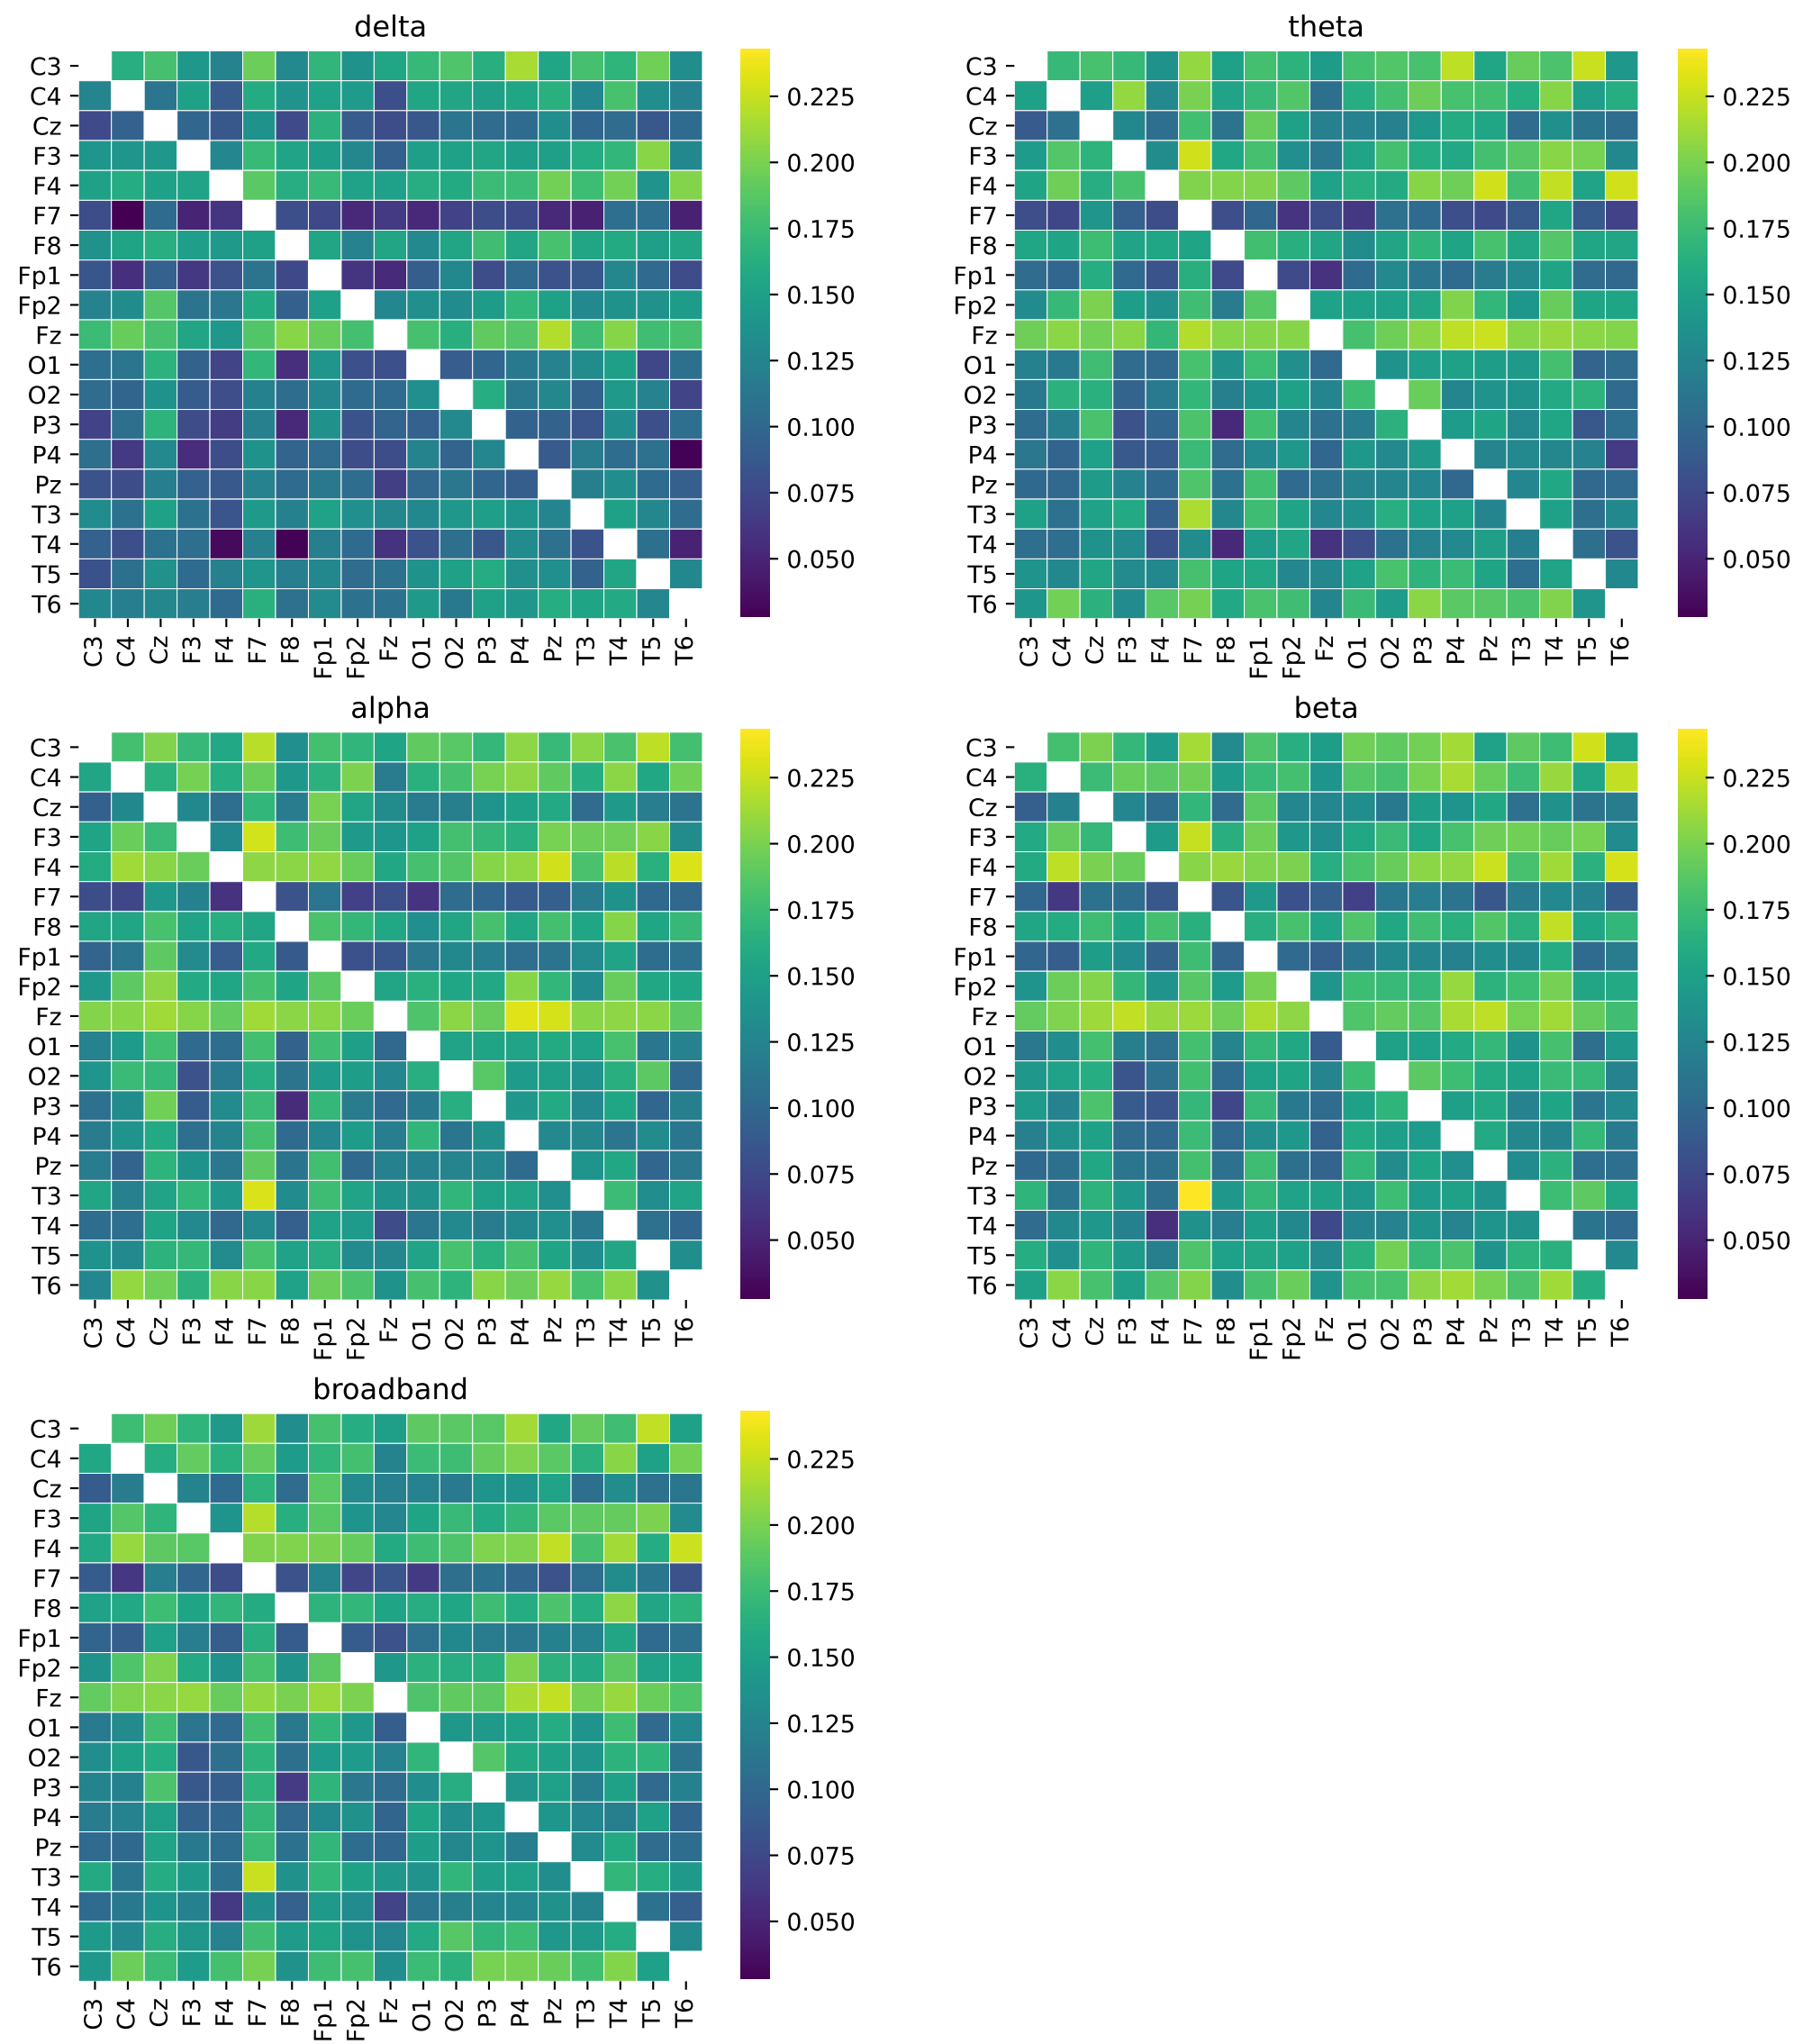 delta
C3
C4
Cz
F3
F4
F7
F8
Fp1
Fp2
Fz
O1
O2
P3
P4
Pz
T3
T4
T5
T6
C3 C4 Cz F3 F4 F7 F8 Fp1 Fp2 Fz O1 O2 P3 P4 Pz T3 T4 T5 T6
0.225
0.200
0.175
0.150
0.125
0.100
0.075
0.050
theta
C3
C4
Cz
F3
F4
F7
F8
Fp1
Fp2
Fz
O1
O2
P3
P4
Pz
T3
T4
T5
T6
C3 C4 Cz F3 F4 F7 F8 Fp1 Fp2 Fz O1 O2 P3 P4 Pz T3 T4 T5 T6
0.225
0.200
0.175
0.150
0.125
0.100
0.075
0.050
alpha
C3
C4
Cz
F3
F4
F7
F8
Fp1
Fp2
Fz
O1
O2
P3
P4
Pz
T3
T4
T5
T6
C3 C4 Cz F3 F4 F7 F8 Fp1 Fp2 Fz O1 O2 P3 P4 Pz T3 T4 T5 T6
0.225
0.200
0.175
0.150
0.125
0.100
0.075
0.050
beta
C3
C4
Cz
F3
F4
F7
F8
Fp1
Fp2
Fz
O1
O2
P3
P4
Pz
T3
T4
T5
T6
C3 C4 Cz F3 F4 F7 F8 Fp1 Fp2 Fz O1 O2 P3 P4 Pz T3 T4 T5 T6
0.225
0.200
0.175
0.150
0.125
0.100
0.075
0.050
broadband
C3
C4
Cz
F3
F4
F7
F8
Fp1
Fp2
Fz
O1
O2
P3
P4
Pz
T3
T4
T5
T6
C3 C4 Cz F3 F4 F7 F8 Fp1 Fp2 Fz O1 O2 P3 P4 Pz T3 T4 T5 T6
0.225
0.200
0.175
0.150
0.125
0.100
0.075
0.050